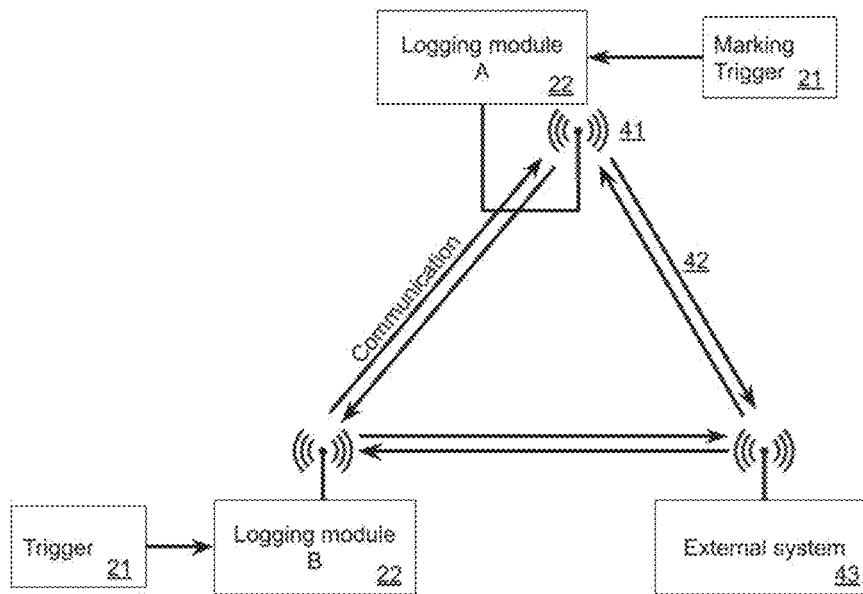 Logging module
A
22
Marking
Trigger
21
41
Communication
42
Trigger
21
Logging module
B
22
External system
43